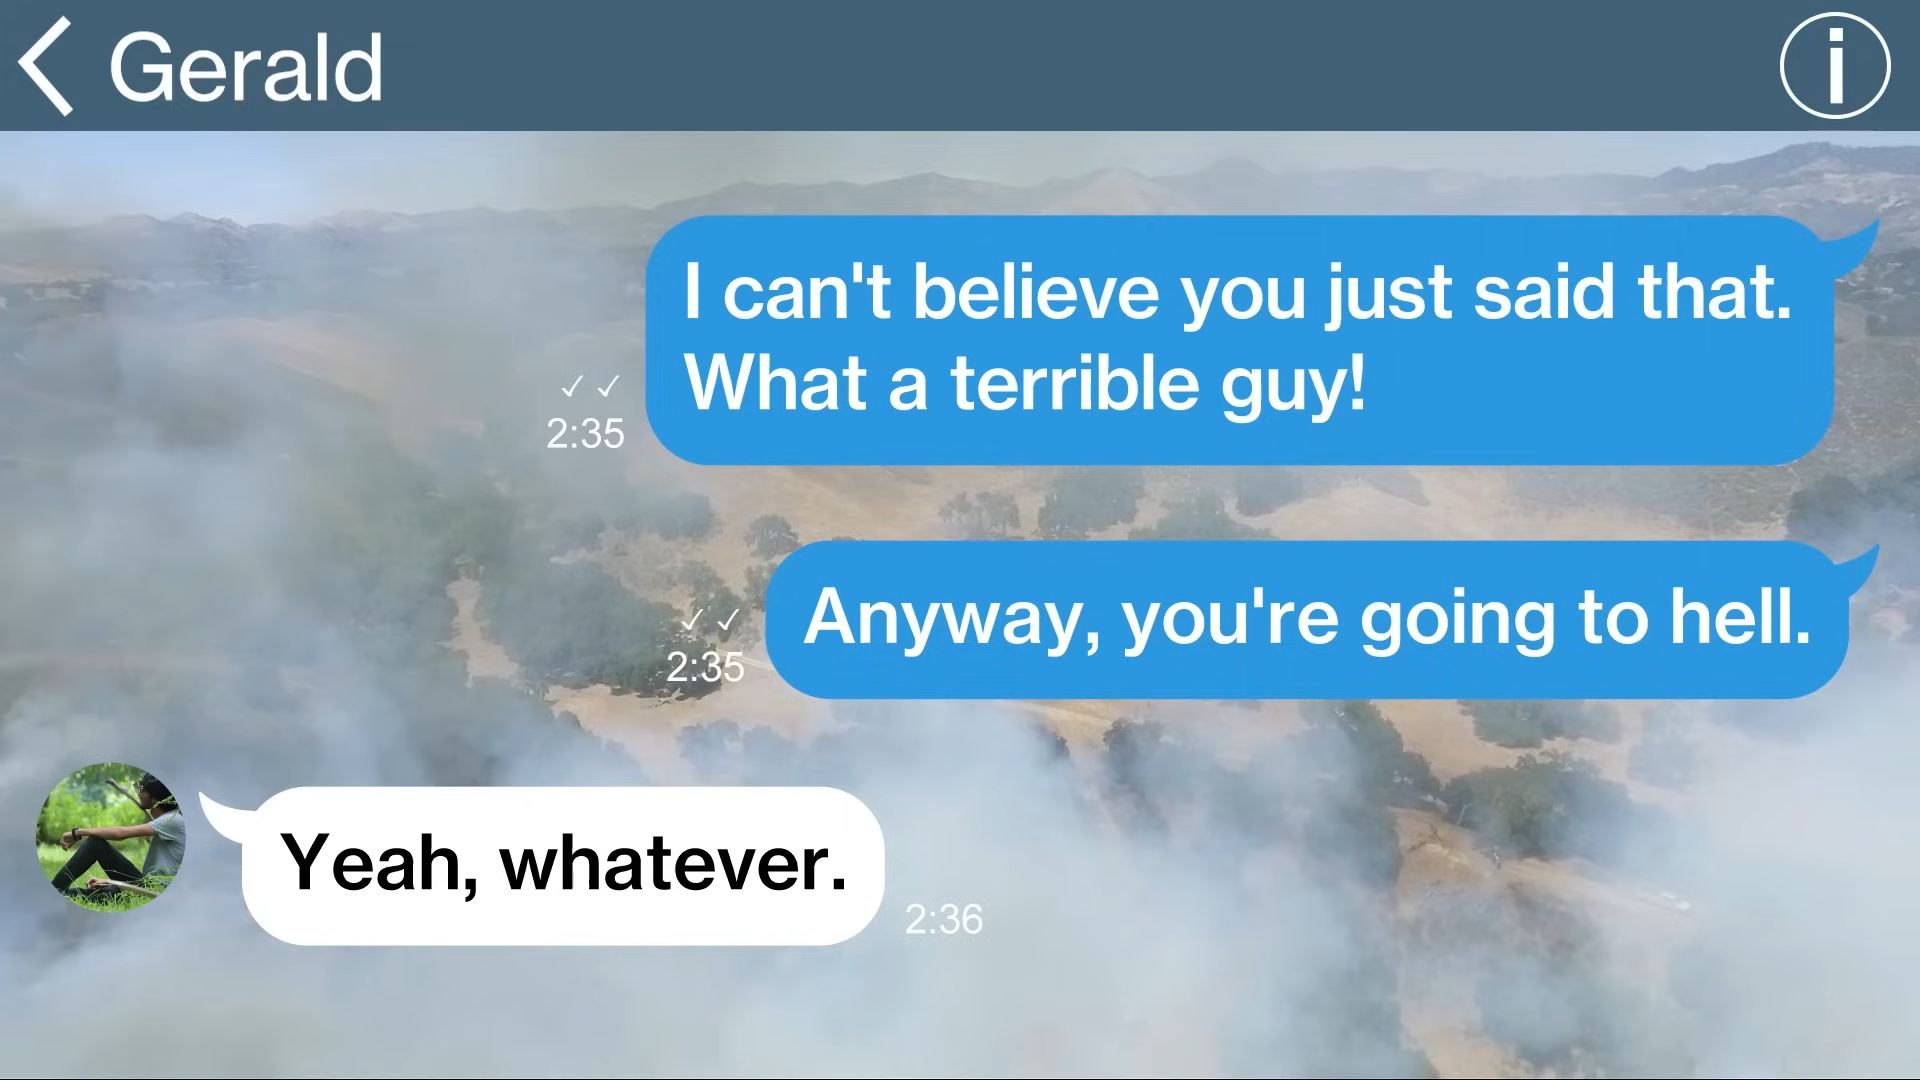 Gerald
I can't believe you just said that.
What a terrible guy!
✓✓
2:35
Anyway, you're going to hell.
✓✓
2:35
Yeah, whatever.
2:36